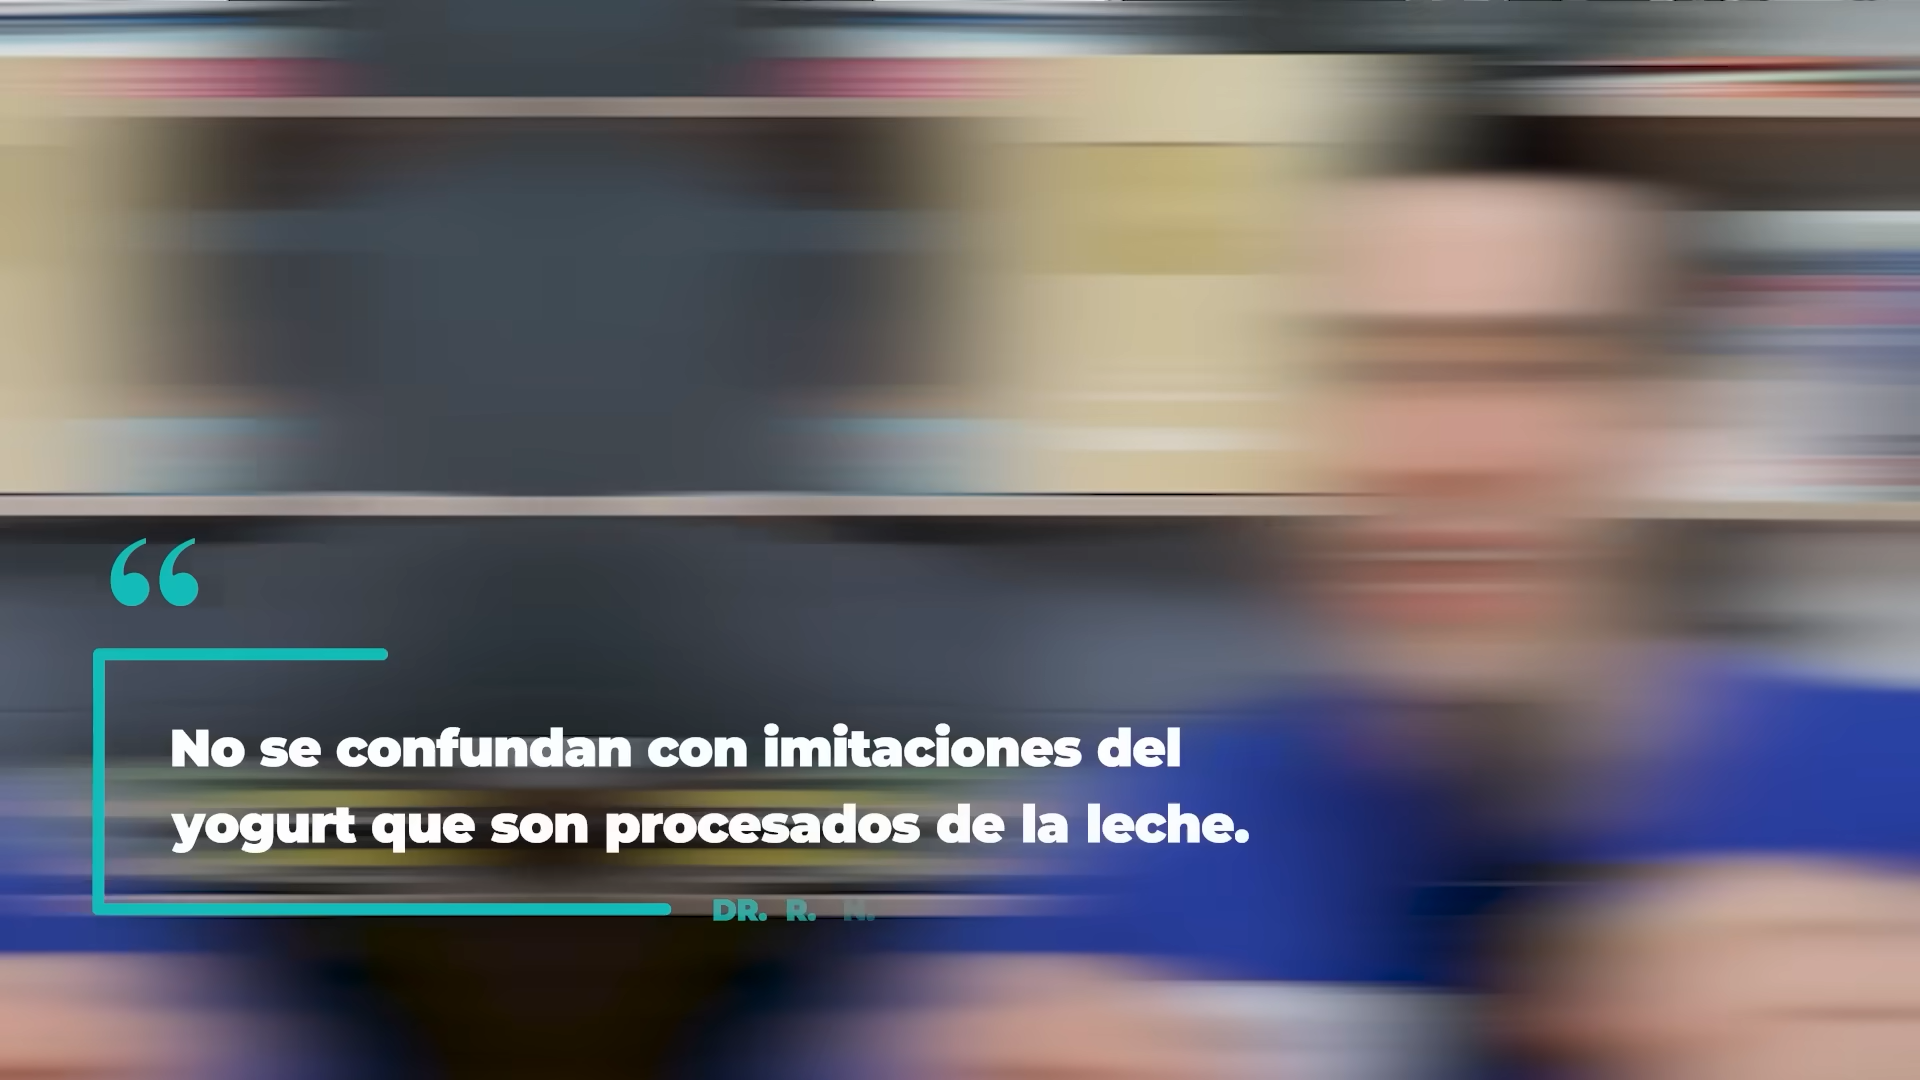 “
No se confundan con imitaciones del
yogurt que son procesados de la leche.
DR. R. N.